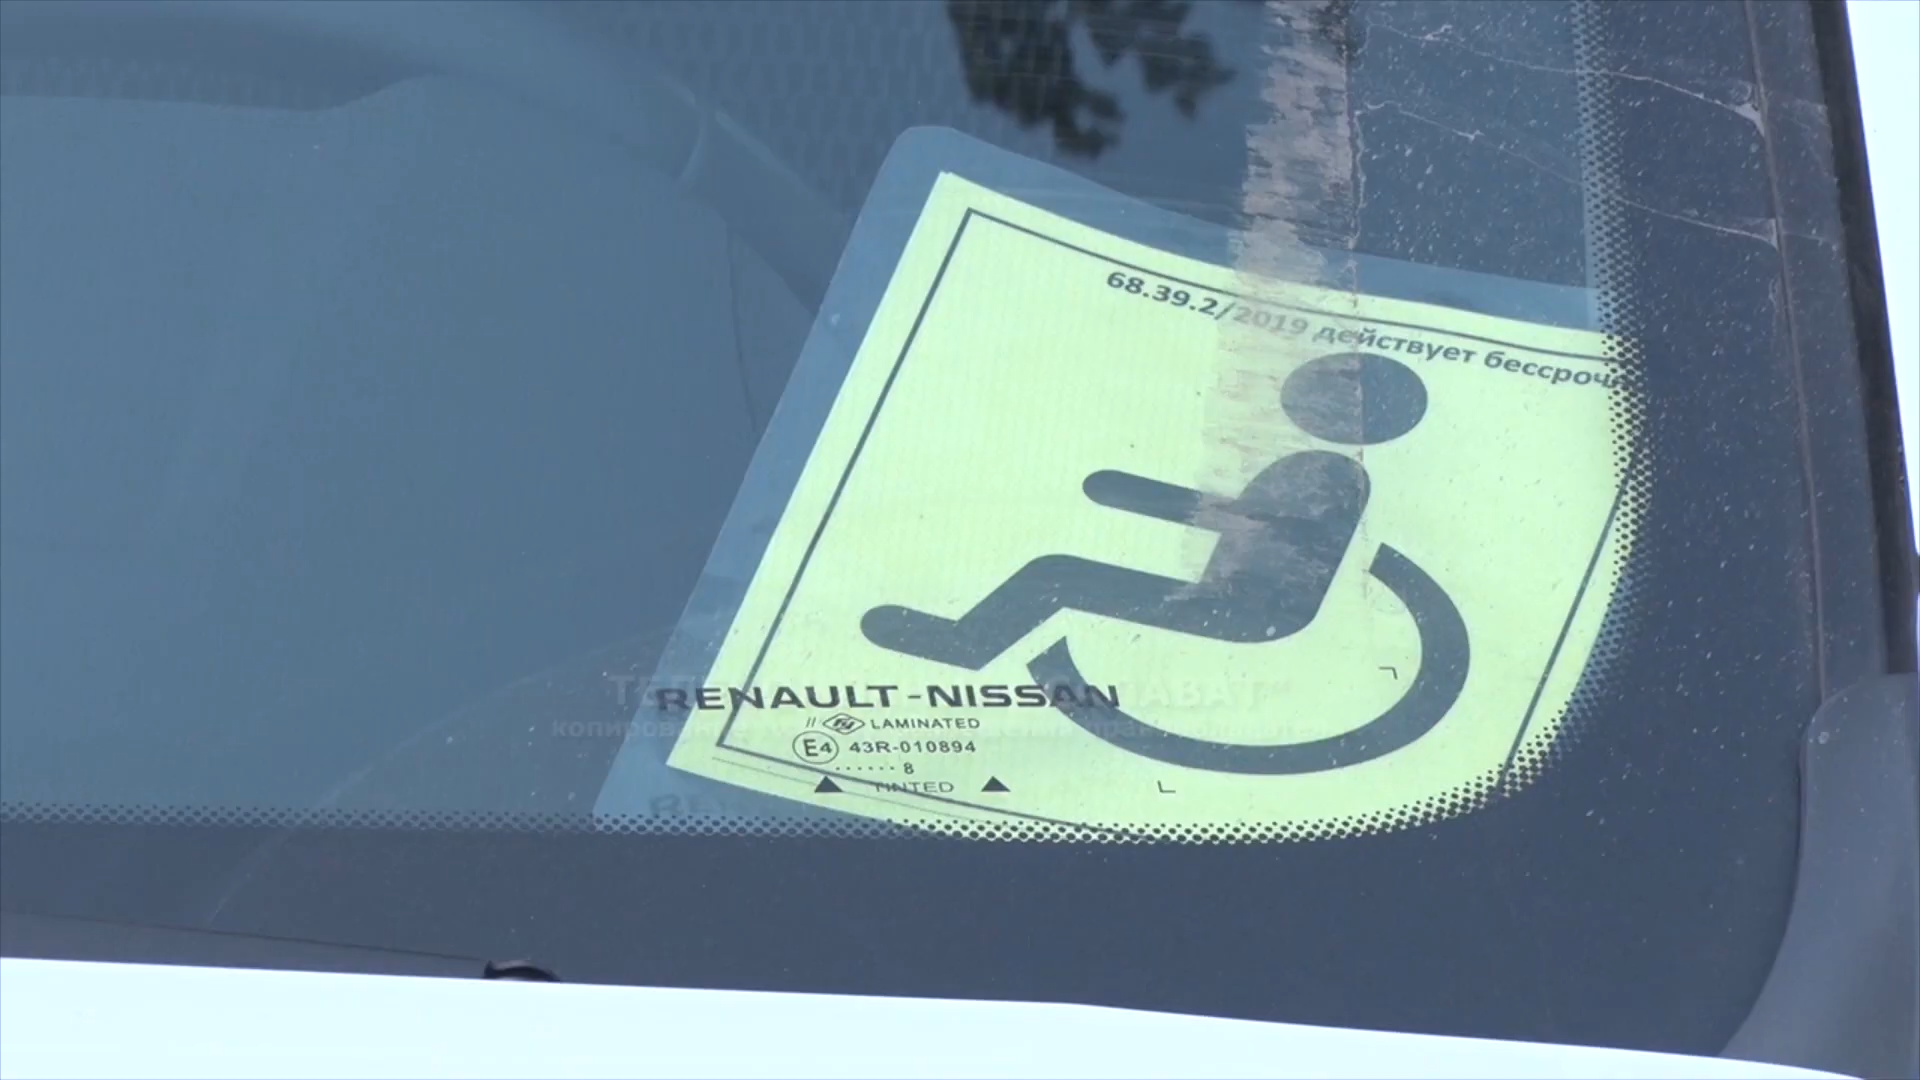 68.39.2/2019 действует бессроч
RENAULT-NISSAN
LAMINATED
E4 43R-010894
...... 8
TINTED